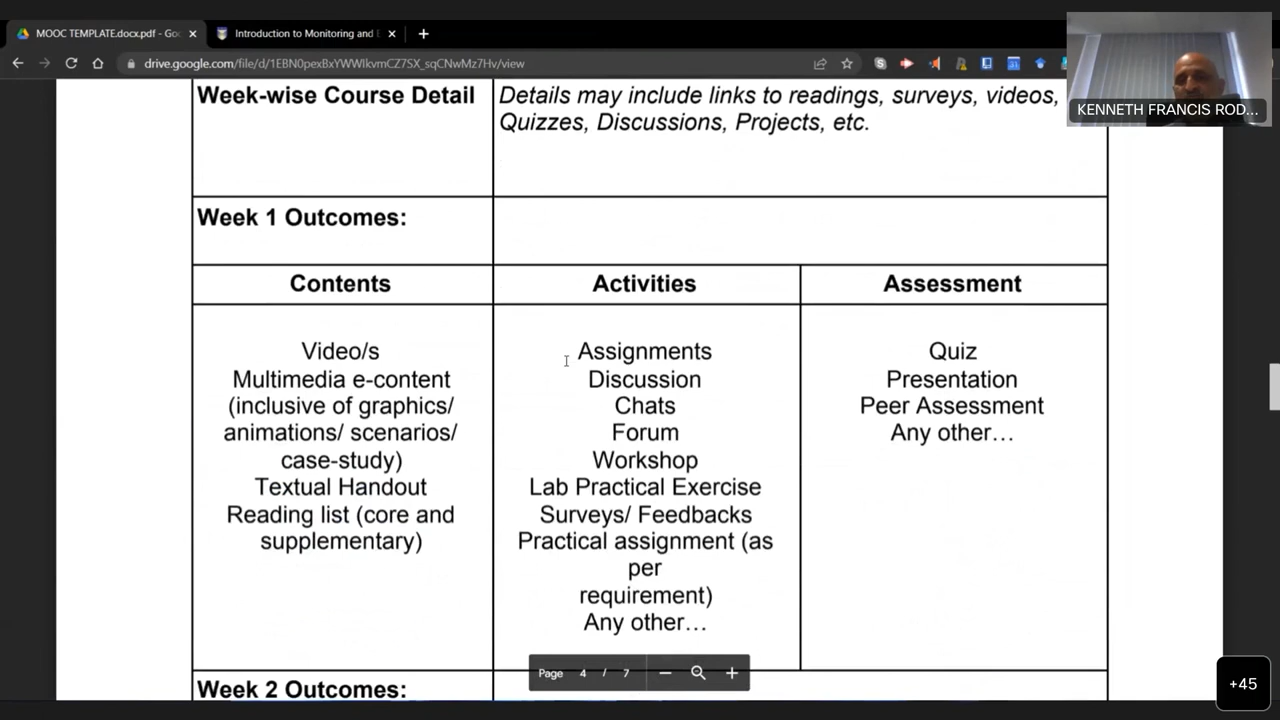 MOOC TEMPLATE.docx.pdf - Goo
Introduction to Monitoring and
drive.google.com/file/d/1EBN0pexBxYWWlkvmCZ7SX_sqCNwMz7Hv/view
KENNETH FRANCIS ROD...
Week-wise Course Detail
Details may include links to readings, surveys, videos,
Quizzes, Discussions, Projects, etc.
Week 1 Outcomes:
Contents
Activities
Assessment
Video/s
Multimedia e-content
(inclusive of graphics/
animations/ scenarios/
case-study)
Textual Handout
Reading list (core and
supplementary)
Assignments
Discussion
Chats
Forum
Workshop
Lab Practical Exercise
Surveys/ Feedbacks
Practical assignment (as
per
requirement)
Any other…
Quiz
Presentation
Peer Assessment
Any other…
Page 4 / 7
Week 2 Outcomes:
+45